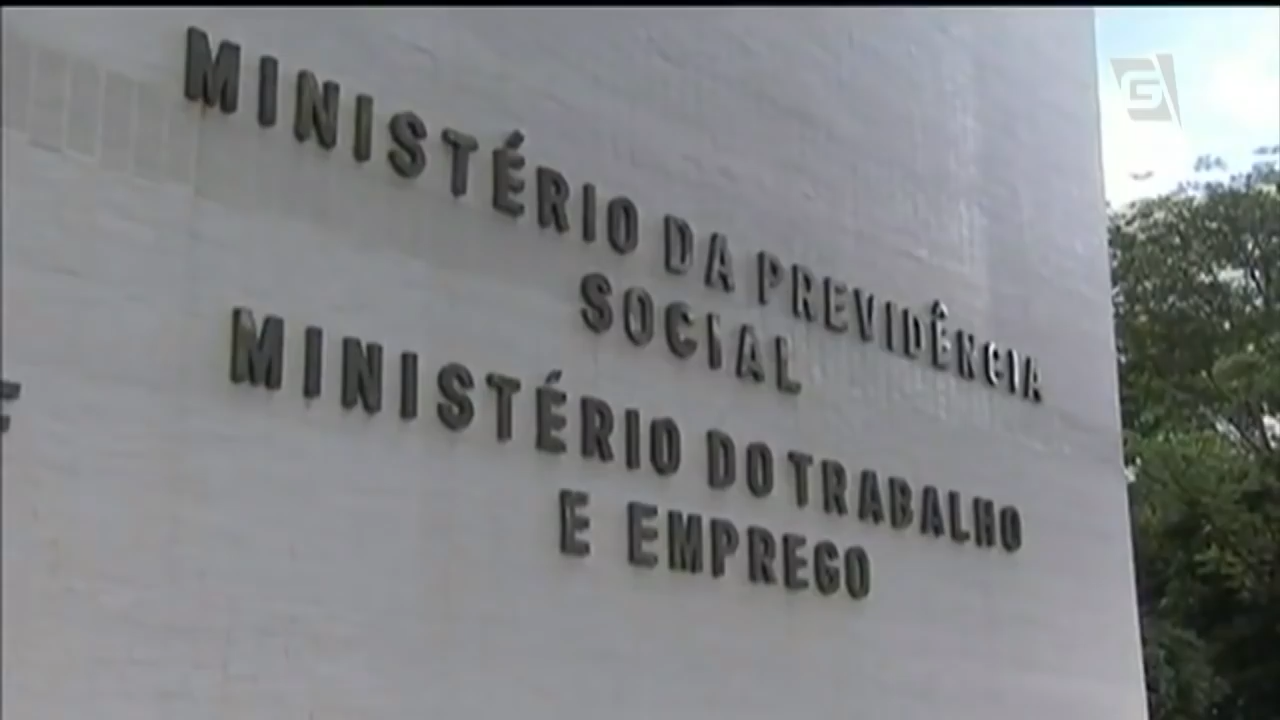 MINISTÉRIO DA PREVIDÊNCIA
SOCIAL
MINISTÉRIO DO TRABALHO
E EMPREGO